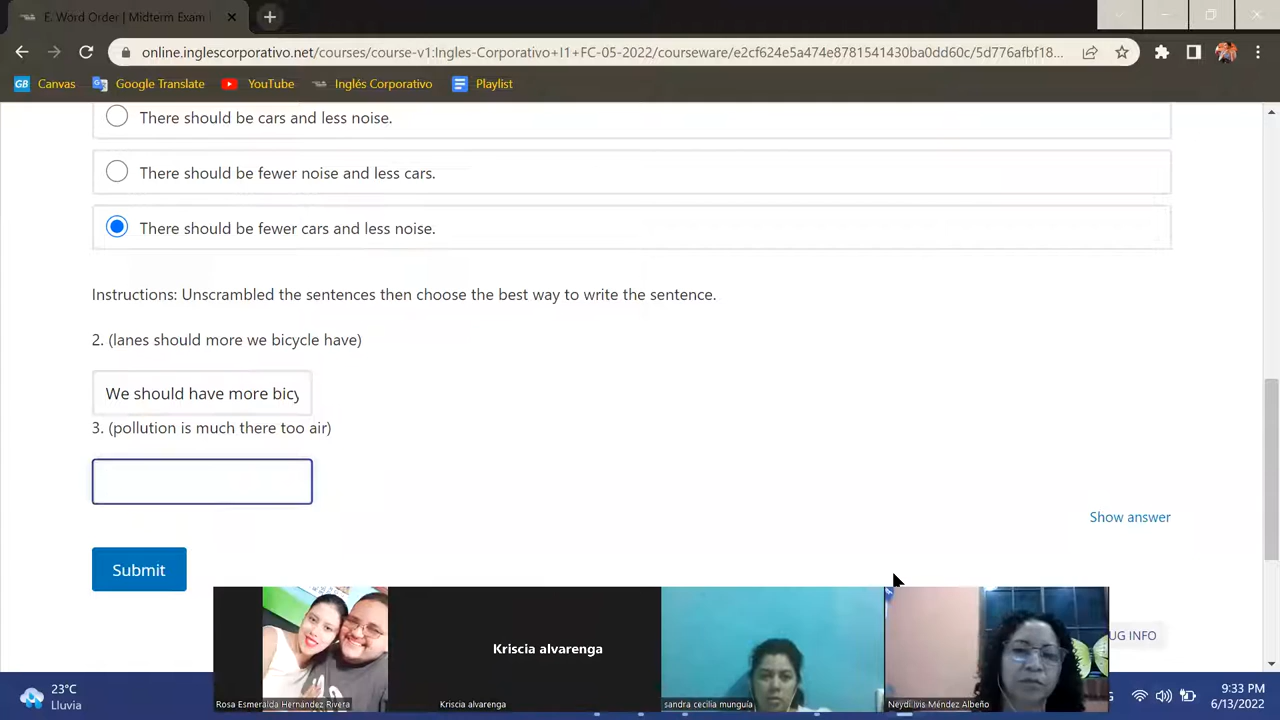 E. Word Order | Midterm Exam |
online.inglescorporativo.net/courses/course-v1:Ingles-Corporativo+I1+FC-05-2022/courseware/e2cf624e5a474e8781541430ba0dd60c/5d776afbf18...
GB Canvas Google Translate YouTube Inglés Corporativo Playlist
There should be cars and less noise.
There should be fewer noise and less cars.
There should be fewer cars and less noise.
Instructions: Unscrambled the sentences then choose the best way to write the sentence.
2. (lanes should more we bicycle have)
We should have more bicy
3. (pollution is much there too air)
Show answer
Submit
UG INFO
Kriscia alvarenga
Rosa Esmeralda Hernandez Rivera Kriscia alvarenga sandra cecilia munguía Neydi Ivis Méndez Albeño
23°C
Lluvia
9:33 PM
6/13/2022